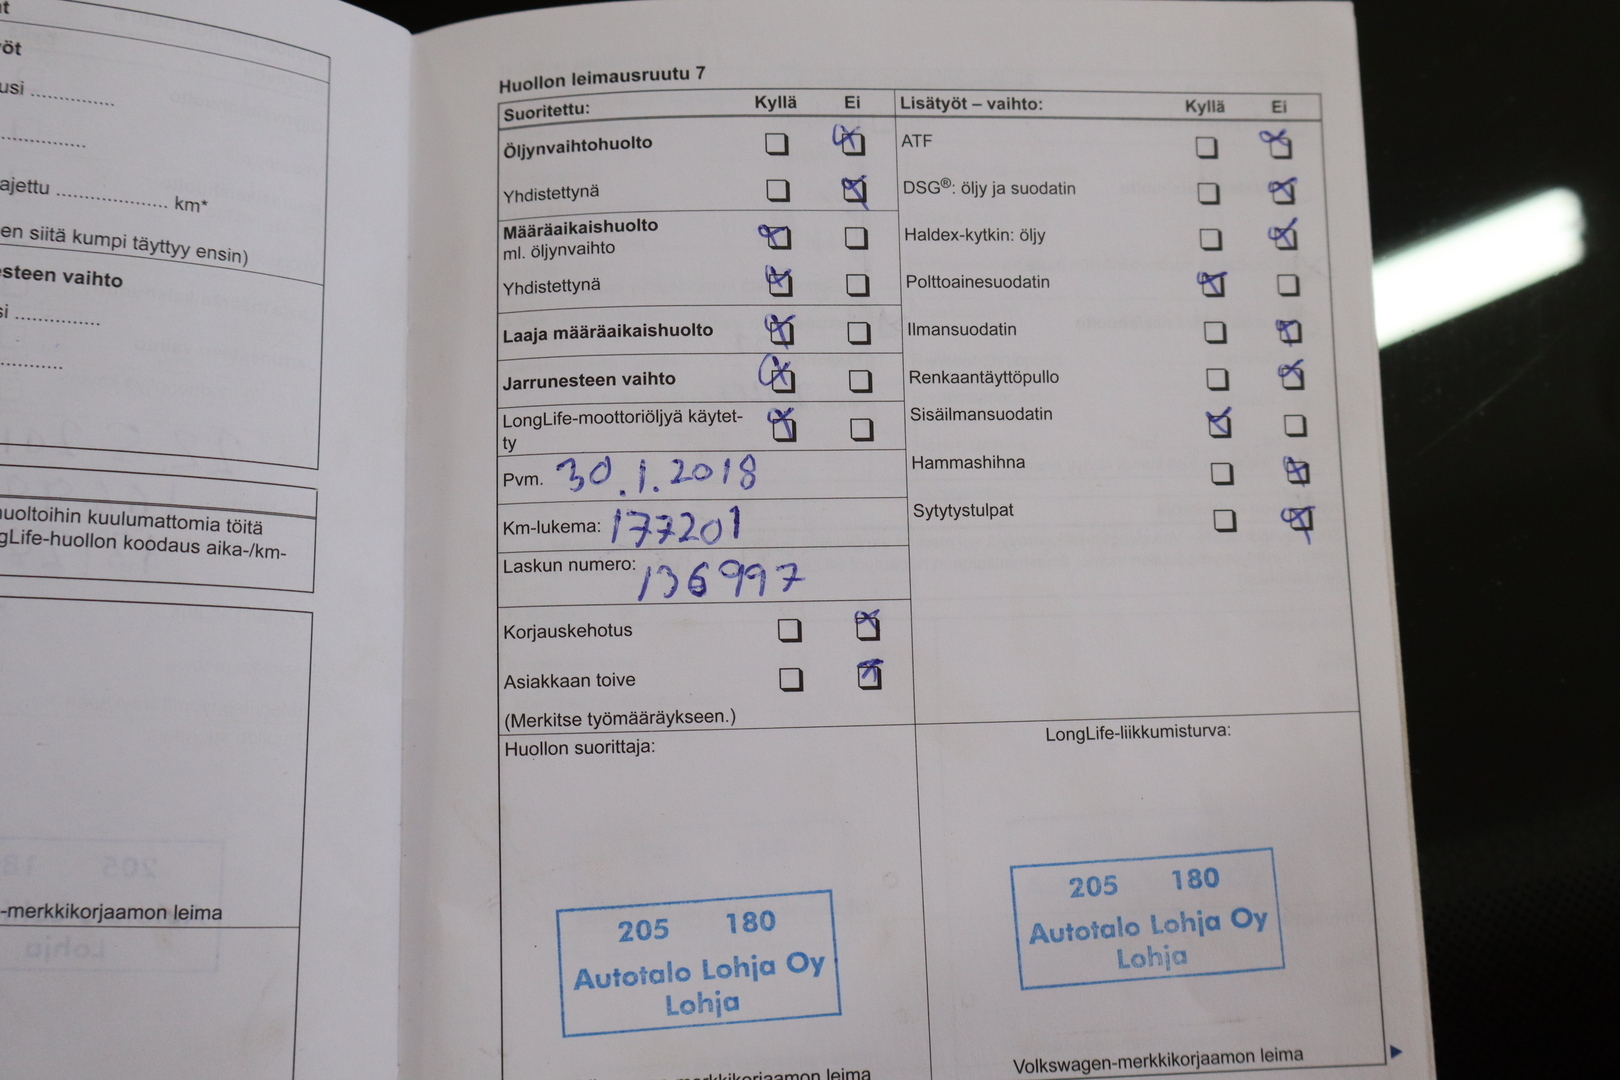 öt
usi ..............
..............
ajettu .................. km*
en siitä kumpi täyttyy ensin)
steen vaihto
si ..............
..............
uoltoihin kuulumattomia töitä
gLife-huollon koodaus aika-/km-
-merkkikorjaamon leima
Huollon leimausruutu 7
Suoritettu: Kyllä Ei
Öljynvaihtohuolto
Yhdistettynä
Määräaikaishuolto
ml. öljynvaihto
Yhdistettynä
Laaja määräaikaishuolto
Jarrunesteen vaihto
LongLife-moottoriöljyä käytet-
ty
Pvm. 30.1.2018
Km-lukema: 177201
Laskun numero: 136997
Korjauskehotus
Asiakkaan toive
(Merkitse työmääräykseen.)
Huollon suorittaja:
205 180
Autotalo Lohja Oy
Lohja
merkkikorjaamon leima
Lisätyöt – vaihto: Kyllä Ei
ATF
DSG®: öljy ja suodatin
Haldex-kytkin: öljy
Polttoainesuodatin
Ilmansuodatin
Renkaantäyttöpullo
Sisäilmansuodatin
Hammashihna
Sytytystulpat
LongLife-liikkumisturva:
205 180
Autotalo Lohja Oy
Lohja
Volkswagen-merkkikorjaamon leima